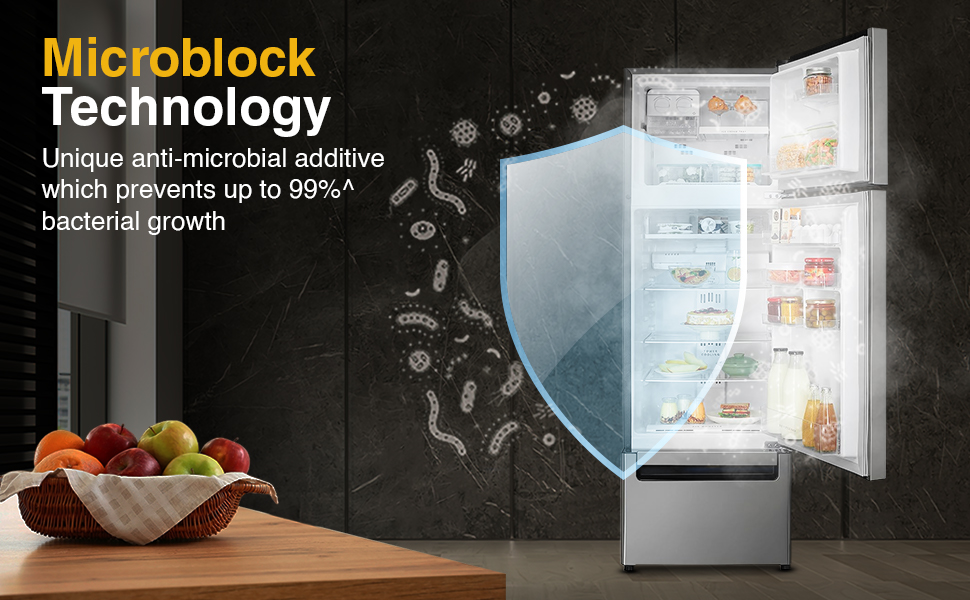 Microblock
Technology
Unique anti-microbial additive
which prevents up to 99%^
bacterial growth